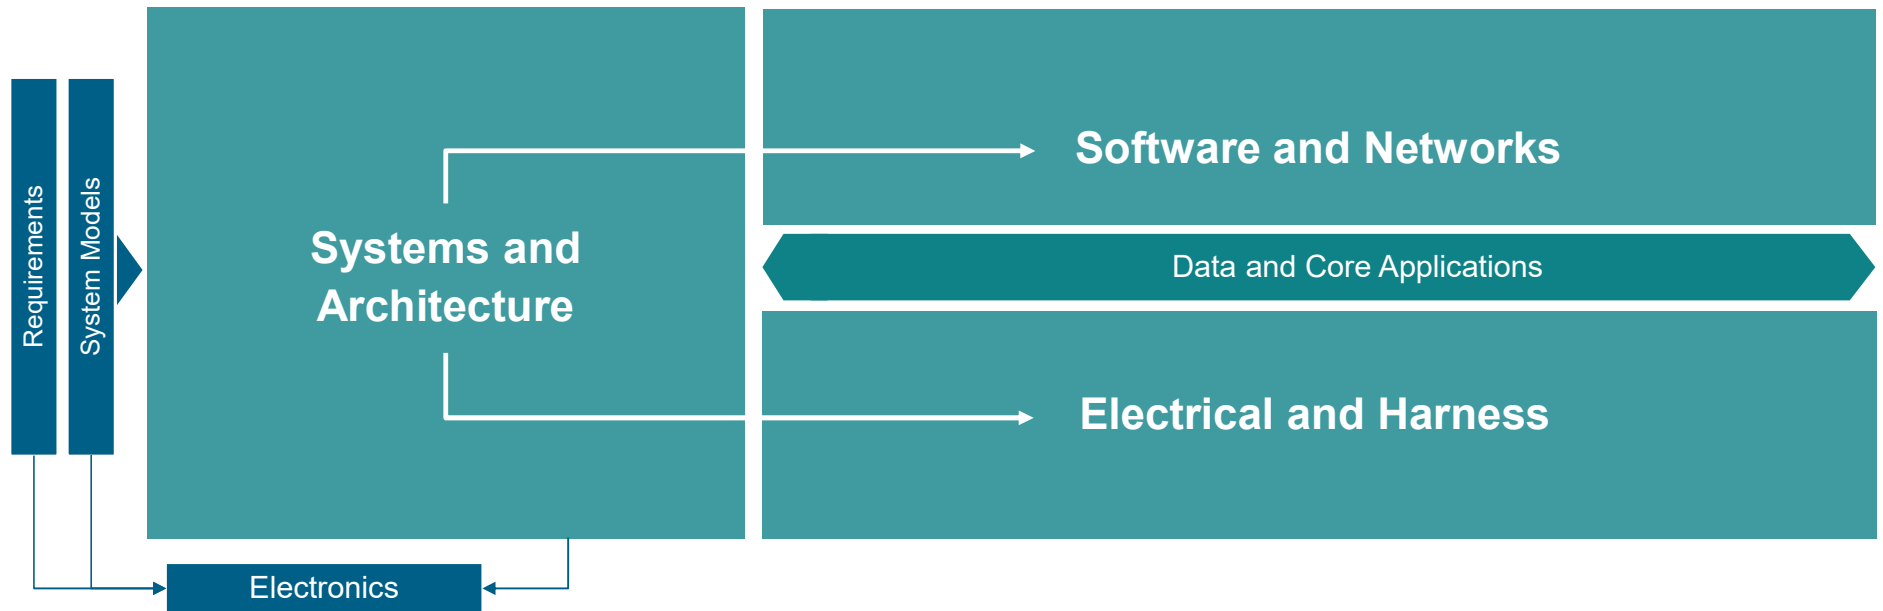 Requirements
System Models
Systems and
Architecture
Software and Networks
Data and Core Applications
Electrical and Harness
Electronics